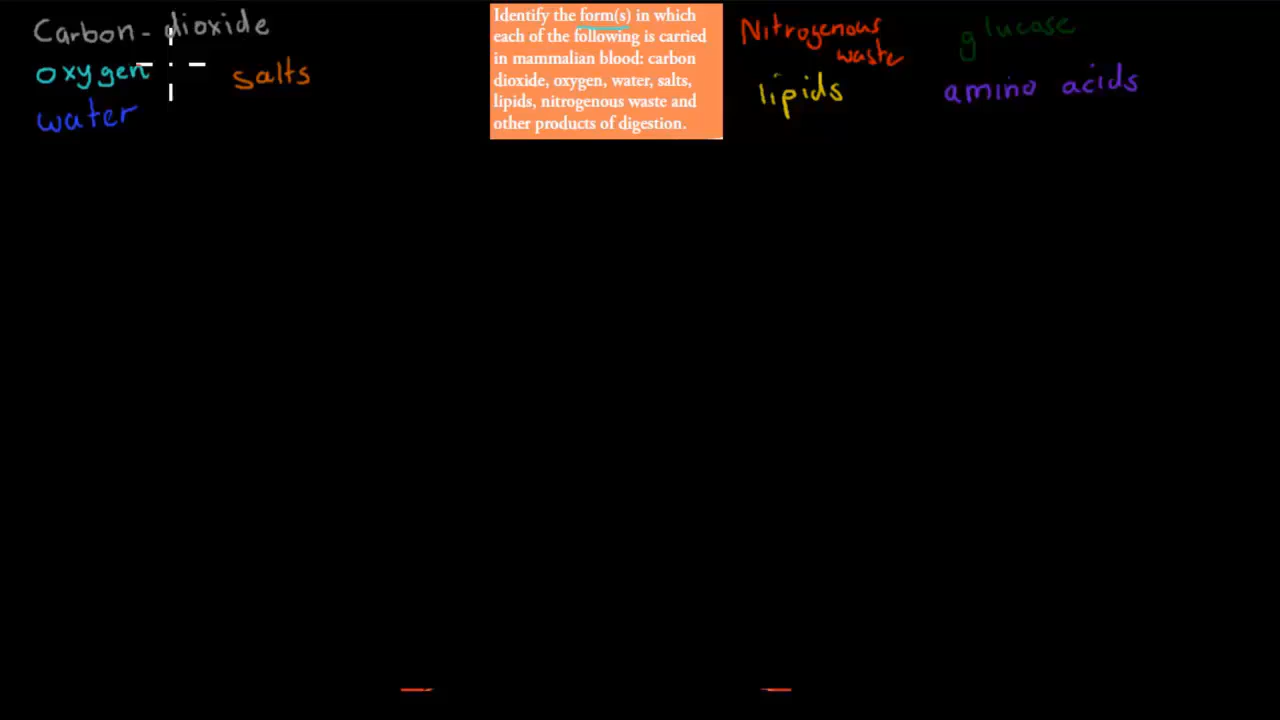 Carbon-dioxide
oxygen
salts
water
Identify the form(s) in which
each of the following is carried
in mammalian blood: carbon
dioxide, oxygen, water, salts,
lipids, nitrogenous waste and
other products of digestion.
Nitrogenous
waste
lipids
glucose
amino acids